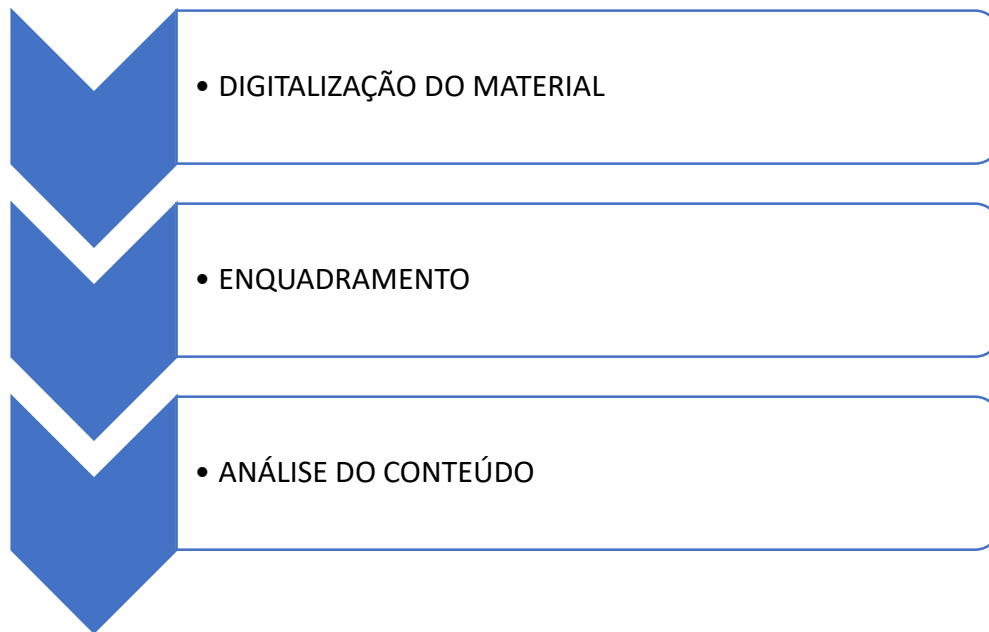 • DIGITALIZAÇÃO DO MATERIAL
• ENQUADRAMENTO
• ANÁLISE DO CONTEÚDO